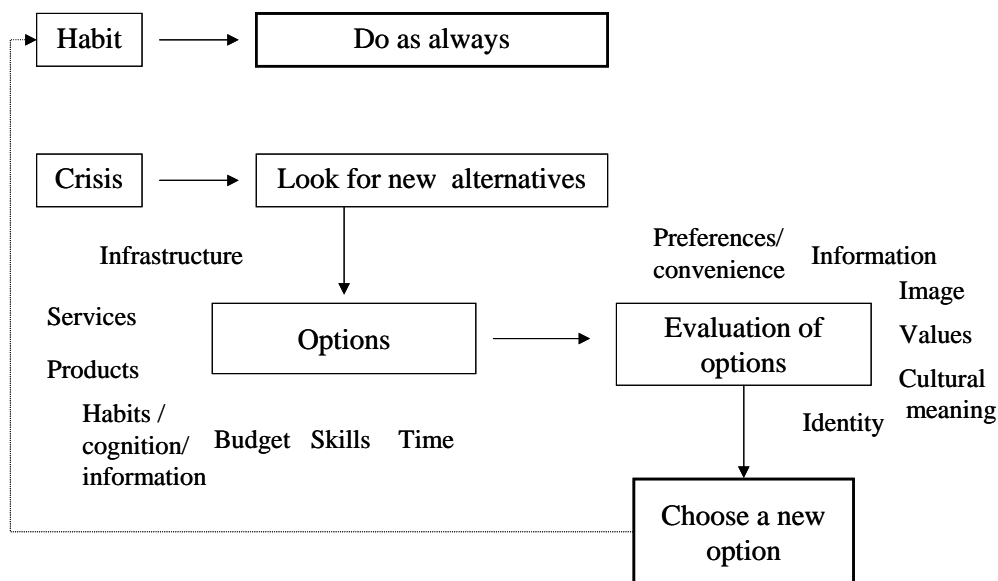 Habit
Do as always
Crisis
Look for new alternatives
Infrastructure
Preferences/
convenience
Information
Image
Services
Options
Evaluation of
options
Values
Products
Cultural
meaning
Habits /
cognition/
information
Budget
Skills
Time
Identity
Choose a new
option